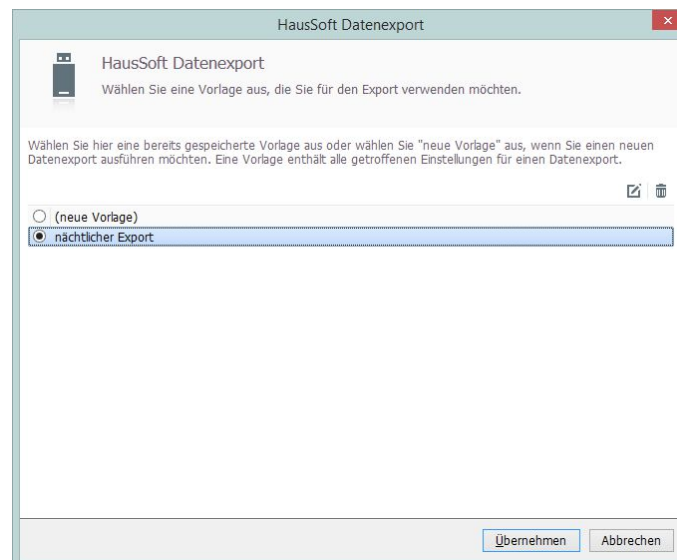 HausSoft Datenexport
HausSoft Datenexport
Wählen Sie eine Vorlage aus, die Sie für den Export verwenden möchten.
Wählen Sie hier eine bereits gespeicherte Vorlage aus oder wählen Sie "neue Vorlage" aus, wenn Sie einen neuen
Datenexport ausführen möchten. Eine Vorlage enthält alle getroffenen Einstellungen für einen Datenexport.
(neue Vorlage)
nächtlicher Export
Übernehmen Abbrechen